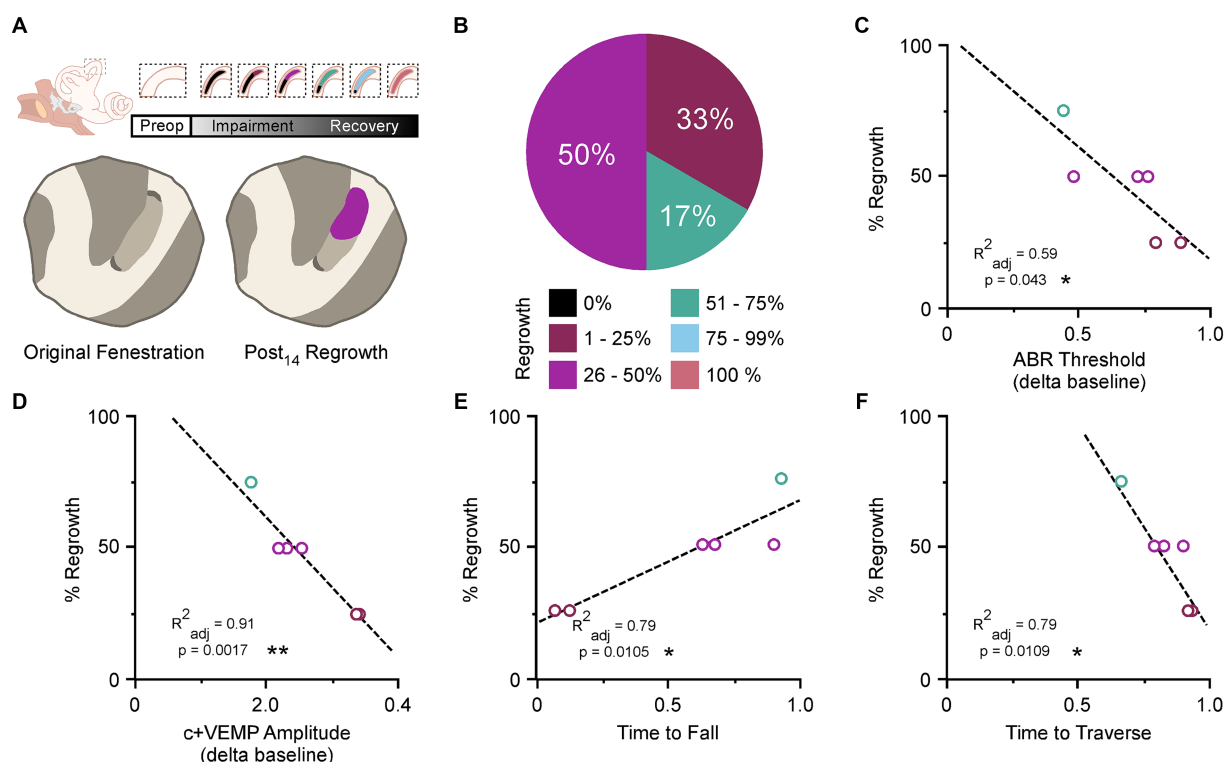 A
Preop Impairment Recovery
Original Fenestration
Post14 Regrowth
B
50%
33%
17%
Regrowth
0%
1 - 25%
26 - 50%
51 - 75%
75 - 99%
100 %
C
% Regrowth
100
50
0
R2adj = 0.59
p = 0.043 *
0 0.5 1.0
ABR Threshold
(delta baseline)
D
% Regrowth
100
50
0
R2adj = 0.91
p = 0.0017 **
0 2.0 0.4
c+VEMP Amplitude
(delta baseline)
E
% Regrowth
100
50
0
R2adj = 0.79
p = 0.0105 *
0 0.5 1.0
Time to Fall
F
% Regrowth
100
50
0
R2adj = 0.79
p = 0.0109 *
0 0.5 1.0
Time to Traverse